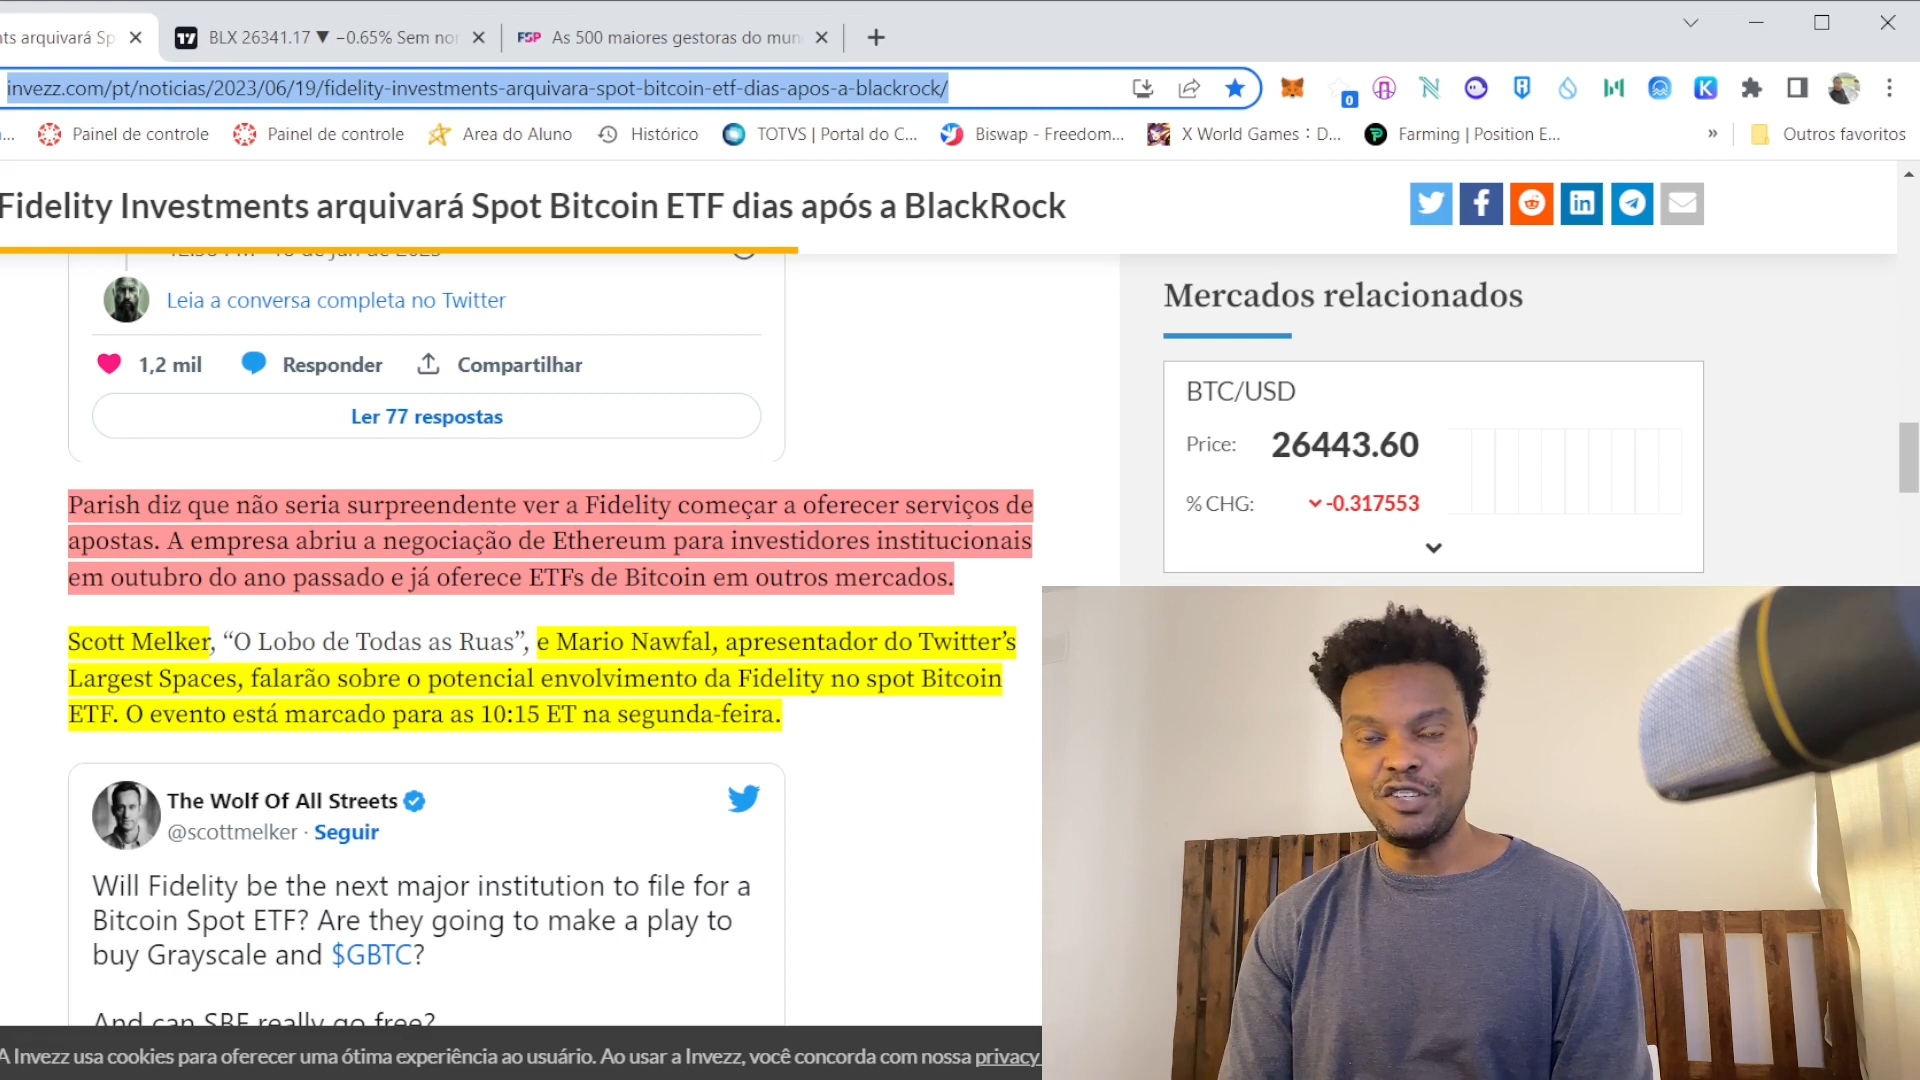 nts arquivará Sp
BLX 26341.17 ▼ −0.65% Sem nor
FSP As 500 maiores gestoras do mun
invezz.com/pt/noticias/2023/06/19/fidelity-investments-arquivara-spot-bitcoin-etf-dias-apos-a-blackrock/
0
... Painel de controle Painel de controle Area do Aluno Histórico TOTVS | Portal do C... Biswap - Freedom... X World Games : D... Farming | Position E... » Outros favoritos
Fidelity Investments arquivará Spot Bitcoin ETF dias após a BlackRock
Leia a conversa completa no Twitter
1,2 mil Responder Compartilhar
Ler 77 respostas
Mercados relacionados
BTC/USD
Price: 26443.60
% CHG: -0.317553
Parish diz que não seria surpreendente ver a Fidelity começar a oferecer serviços de
apostas. A empresa abriu a negociação de Ethereum para investidores institucionais
em outubro do ano passado e já oferece ETFs de Bitcoin em outros mercados.
Scott Melker, “O Lobo de Todas as Ruas”, e Mario Nawfal, apresentador do Twitter’s
Largest Spaces, falarão sobre o potencial envolvimento da Fidelity no spot Bitcoin
ETF. O evento está marcado para as 10:15 ET na segunda-feira.
The Wolf Of All Streets
@scottmelker · Seguir
Will Fidelity be the next major institution to file for a
Bitcoin Spot ETF? Are they going to make a play to
buy Grayscale and $GBTC?
And can SBF really go free?
A Invezz usa cookies para oferecer uma ótima experiência ao usuário. Ao usar a Invezz, você concorda com nossa privacy